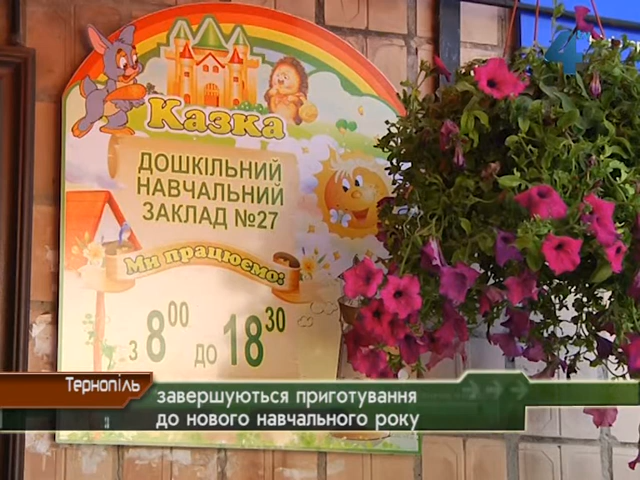 Казка
ДОШКІЛЬНИЙ
НАВЧАЛЬНИЙ
ЗАКЛАД №27
Ми працюємо:
з 8 00 до 18 30
Тернопіль
завершуються приготування
до нового навчального року